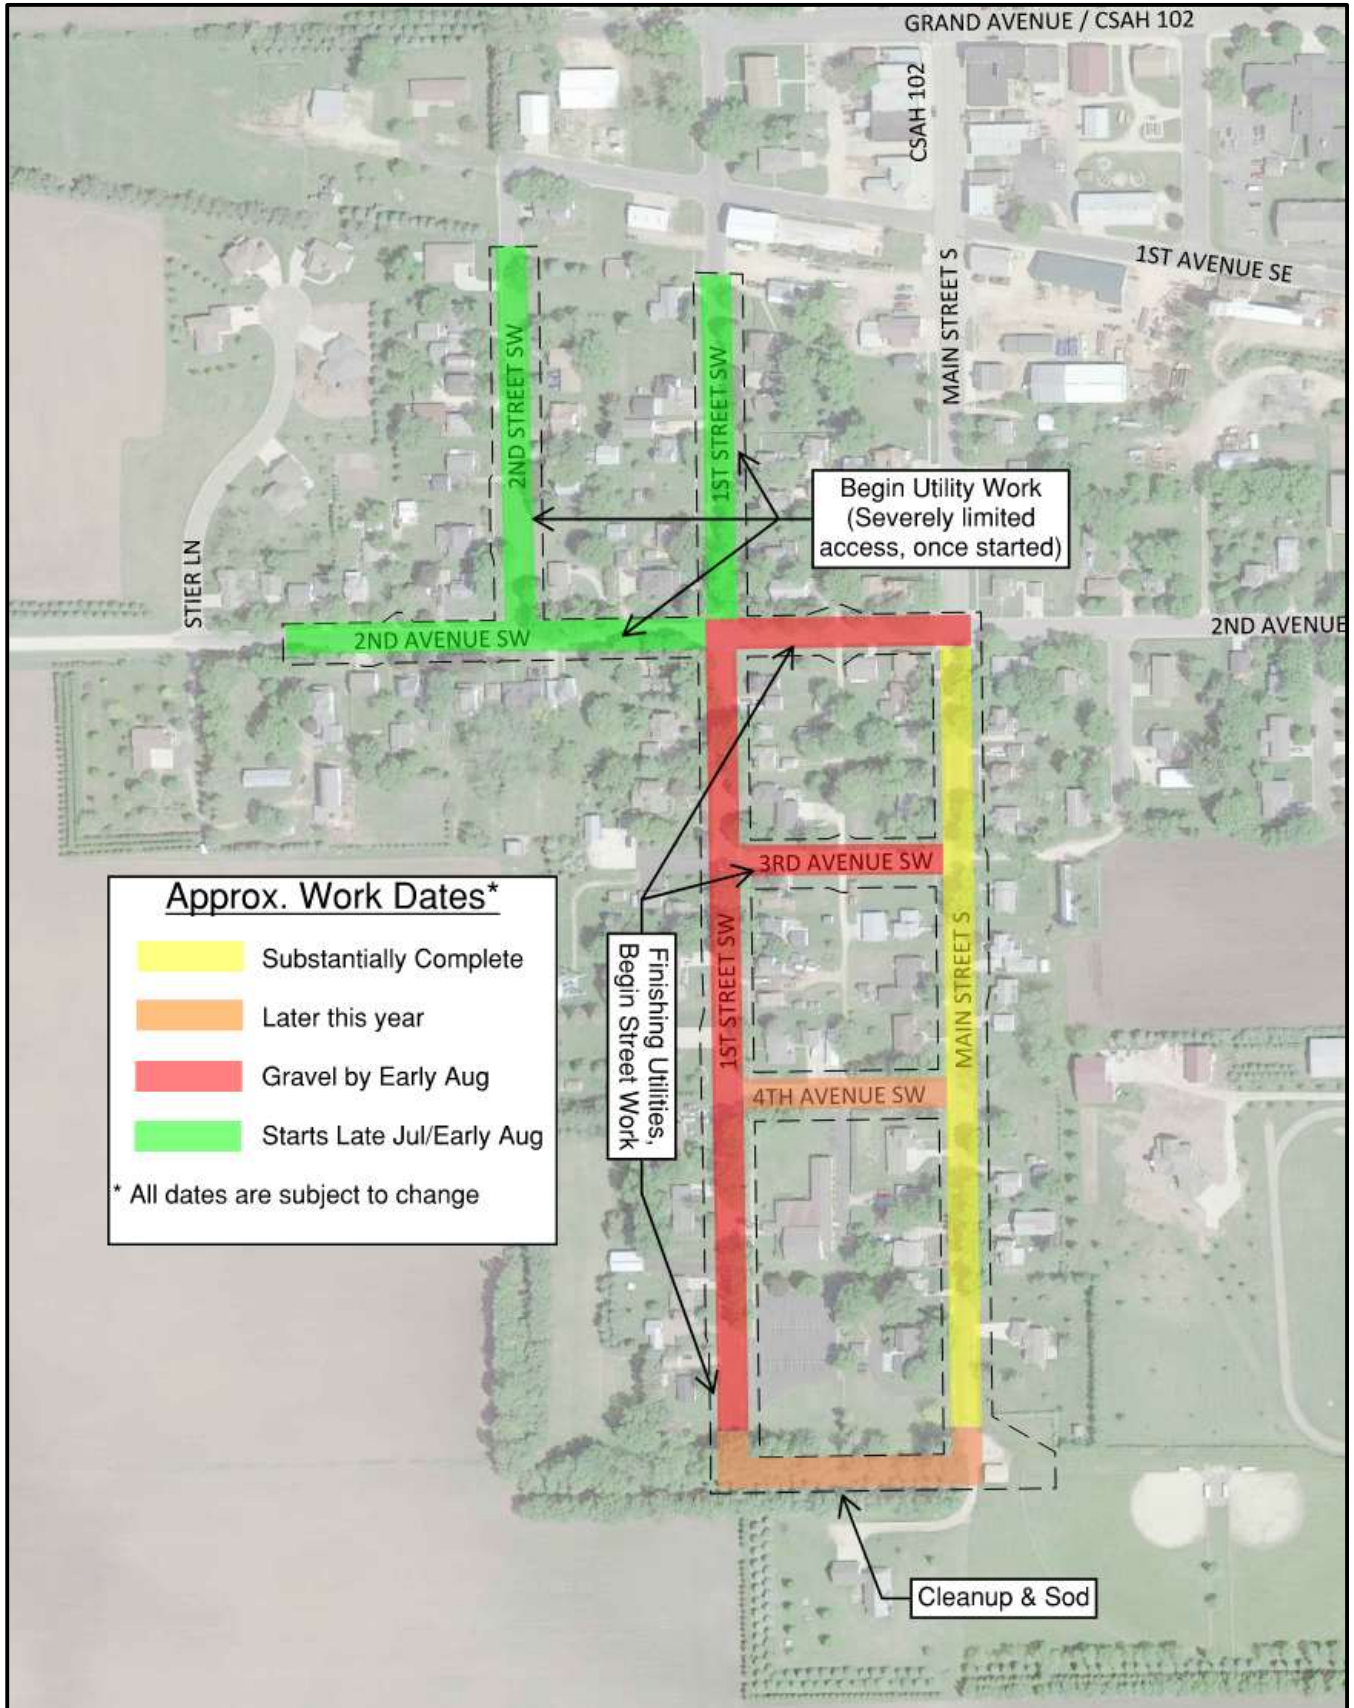 GRAND AVENUE / CSAH 102
CSAH 102
1ST AVENUE SE
MAIN STREET S
2ND STREET SW
1ST STREET SW
Begin Utility Work
(Severely limited
access, once started)
STIER LN
2ND AVENUE SW
2ND AVENUE
3RD AVENUE SW
Approx. Work Dates*
Substantially Complete
Later this year
Gravel by Early Aug
Starts Late Jul/Early Aug
* All dates are subject to change
Finishing Utilities,
Begin Street Work
1ST STREET SW
MAIN STREET S
4TH AVENUE SW
Cleanup & Sod